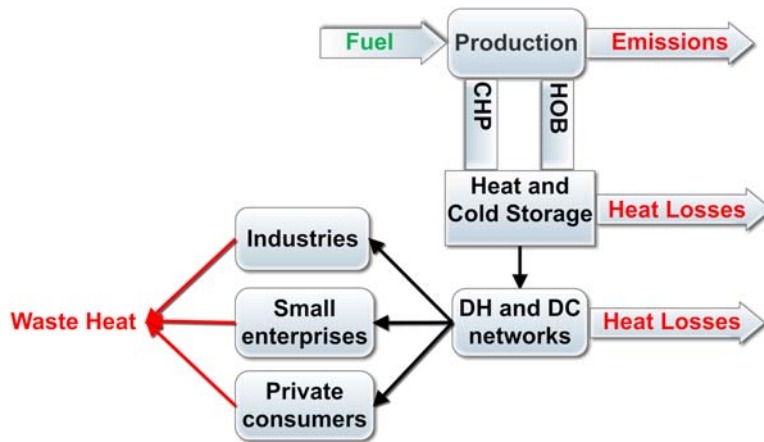 Fuel
Production
Emissions
CHP
HOB
Heat and
Cold Storage
Heat Losses
Industries
Waste Heat
Small
enterprises
DH and DC
networks
Heat Losses
Private
consumers